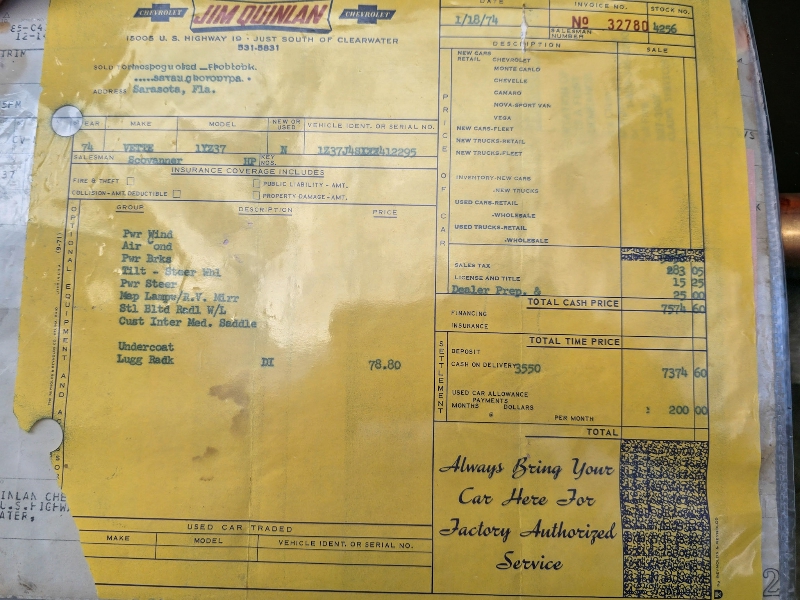 CHEVROLET JIM QUINLAN CHEVROLET
15005 U. S. HIGHWAY 19 · JUST SOUTH OF CLEARWATER
531-5831
DATE
1/18/74
INVOICE NO.
Nº 32780
SALESMAN NUMBER
STOCK NO.
4256
SOLD TO
ADDRESS Sarasota, Fla.
YEAR MAKE MODEL NEW OR USED VEHICLE IDENT. OR SERIAL NO.
74 VETTE 1YZ37 N
SALESMAN HP KEY NOS.
INSURANCE COVERAGE INCLUDES
FIRE & THEFT PUBLIC LIABILITY-AMT.
COLLISION-AMT. DEDUCTIBLE PROPERTY DAMAGE-AMT.
GROUP DESCRIPTION PRICE
Pwr Wind
Air Cond
Pwr Brks
Tilt - Steer Whl
Pwr Steer
Map Lamps/R.V. Mirr
Stl Bltd Radl W/L
Cust Inter Med. Saddle
Undercoat
Lugg Rack DI 78.80
USED CAR TRADED
MAKE MODEL VEHICLE IDENT. OR SERIAL NO.
DESCRIPTION SALE
PRICE OF CAR
NEW CARS RETAIL CHEVROLET
MONTE CARLO
CHEVELLE
CAMARO
NOVA-SPORT VAN
VEGA
NEW CARS-FLEET
NEW TRUCKS-RETAIL
NEW TRUCKS-FLEET
INVENTORY-NEW CARS
-NEW TRUCKS
USED CARS-RETAIL
-WHOLESALE
USED TRUCKS-RETAIL
-WHOLESALE
SALES TAX 283 05
LICENSE AND TITLE 15 25
Dealer Prep. & 25 00
TOTAL CASH PRICE 7574 60
FINANCING
INSURANCE
TOTAL TIME PRICE
SETTLEMENT
DEPOSIT
CASH ON DELIVERY 3550 7374 60
USED CAR ALLOWANCE
PAYMENTS
MONTHS DOLLARS 200 00
PER MONTH
TOTAL
Always Bring Your
Car Here For
Factory Authorized
Service